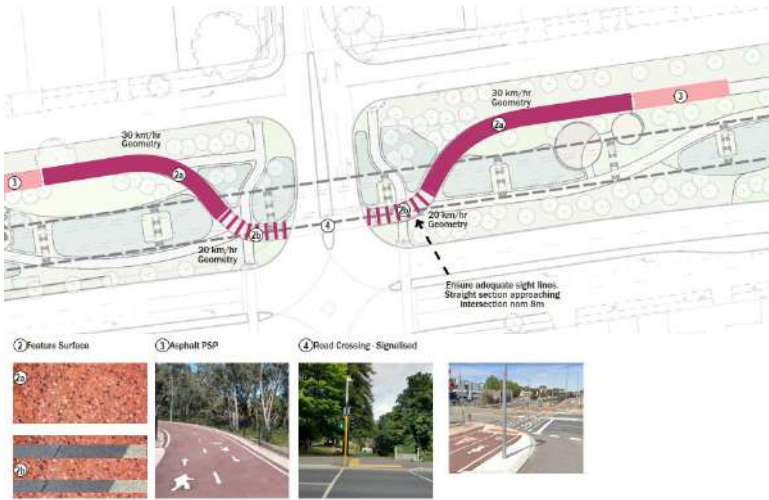 30 km/hr
Geometry
3
2a
30 km/hr
Geometry
2a
3
20 km/hr
Geometry
2b
4
2b
20 km/hr
Geometry
Ensure adequate sight lines.
Straight section approaching
intersection nom 8m
2 Feature Surface
3 Asphalt PSP
4 Road Crossing - Signalised
2a
2b